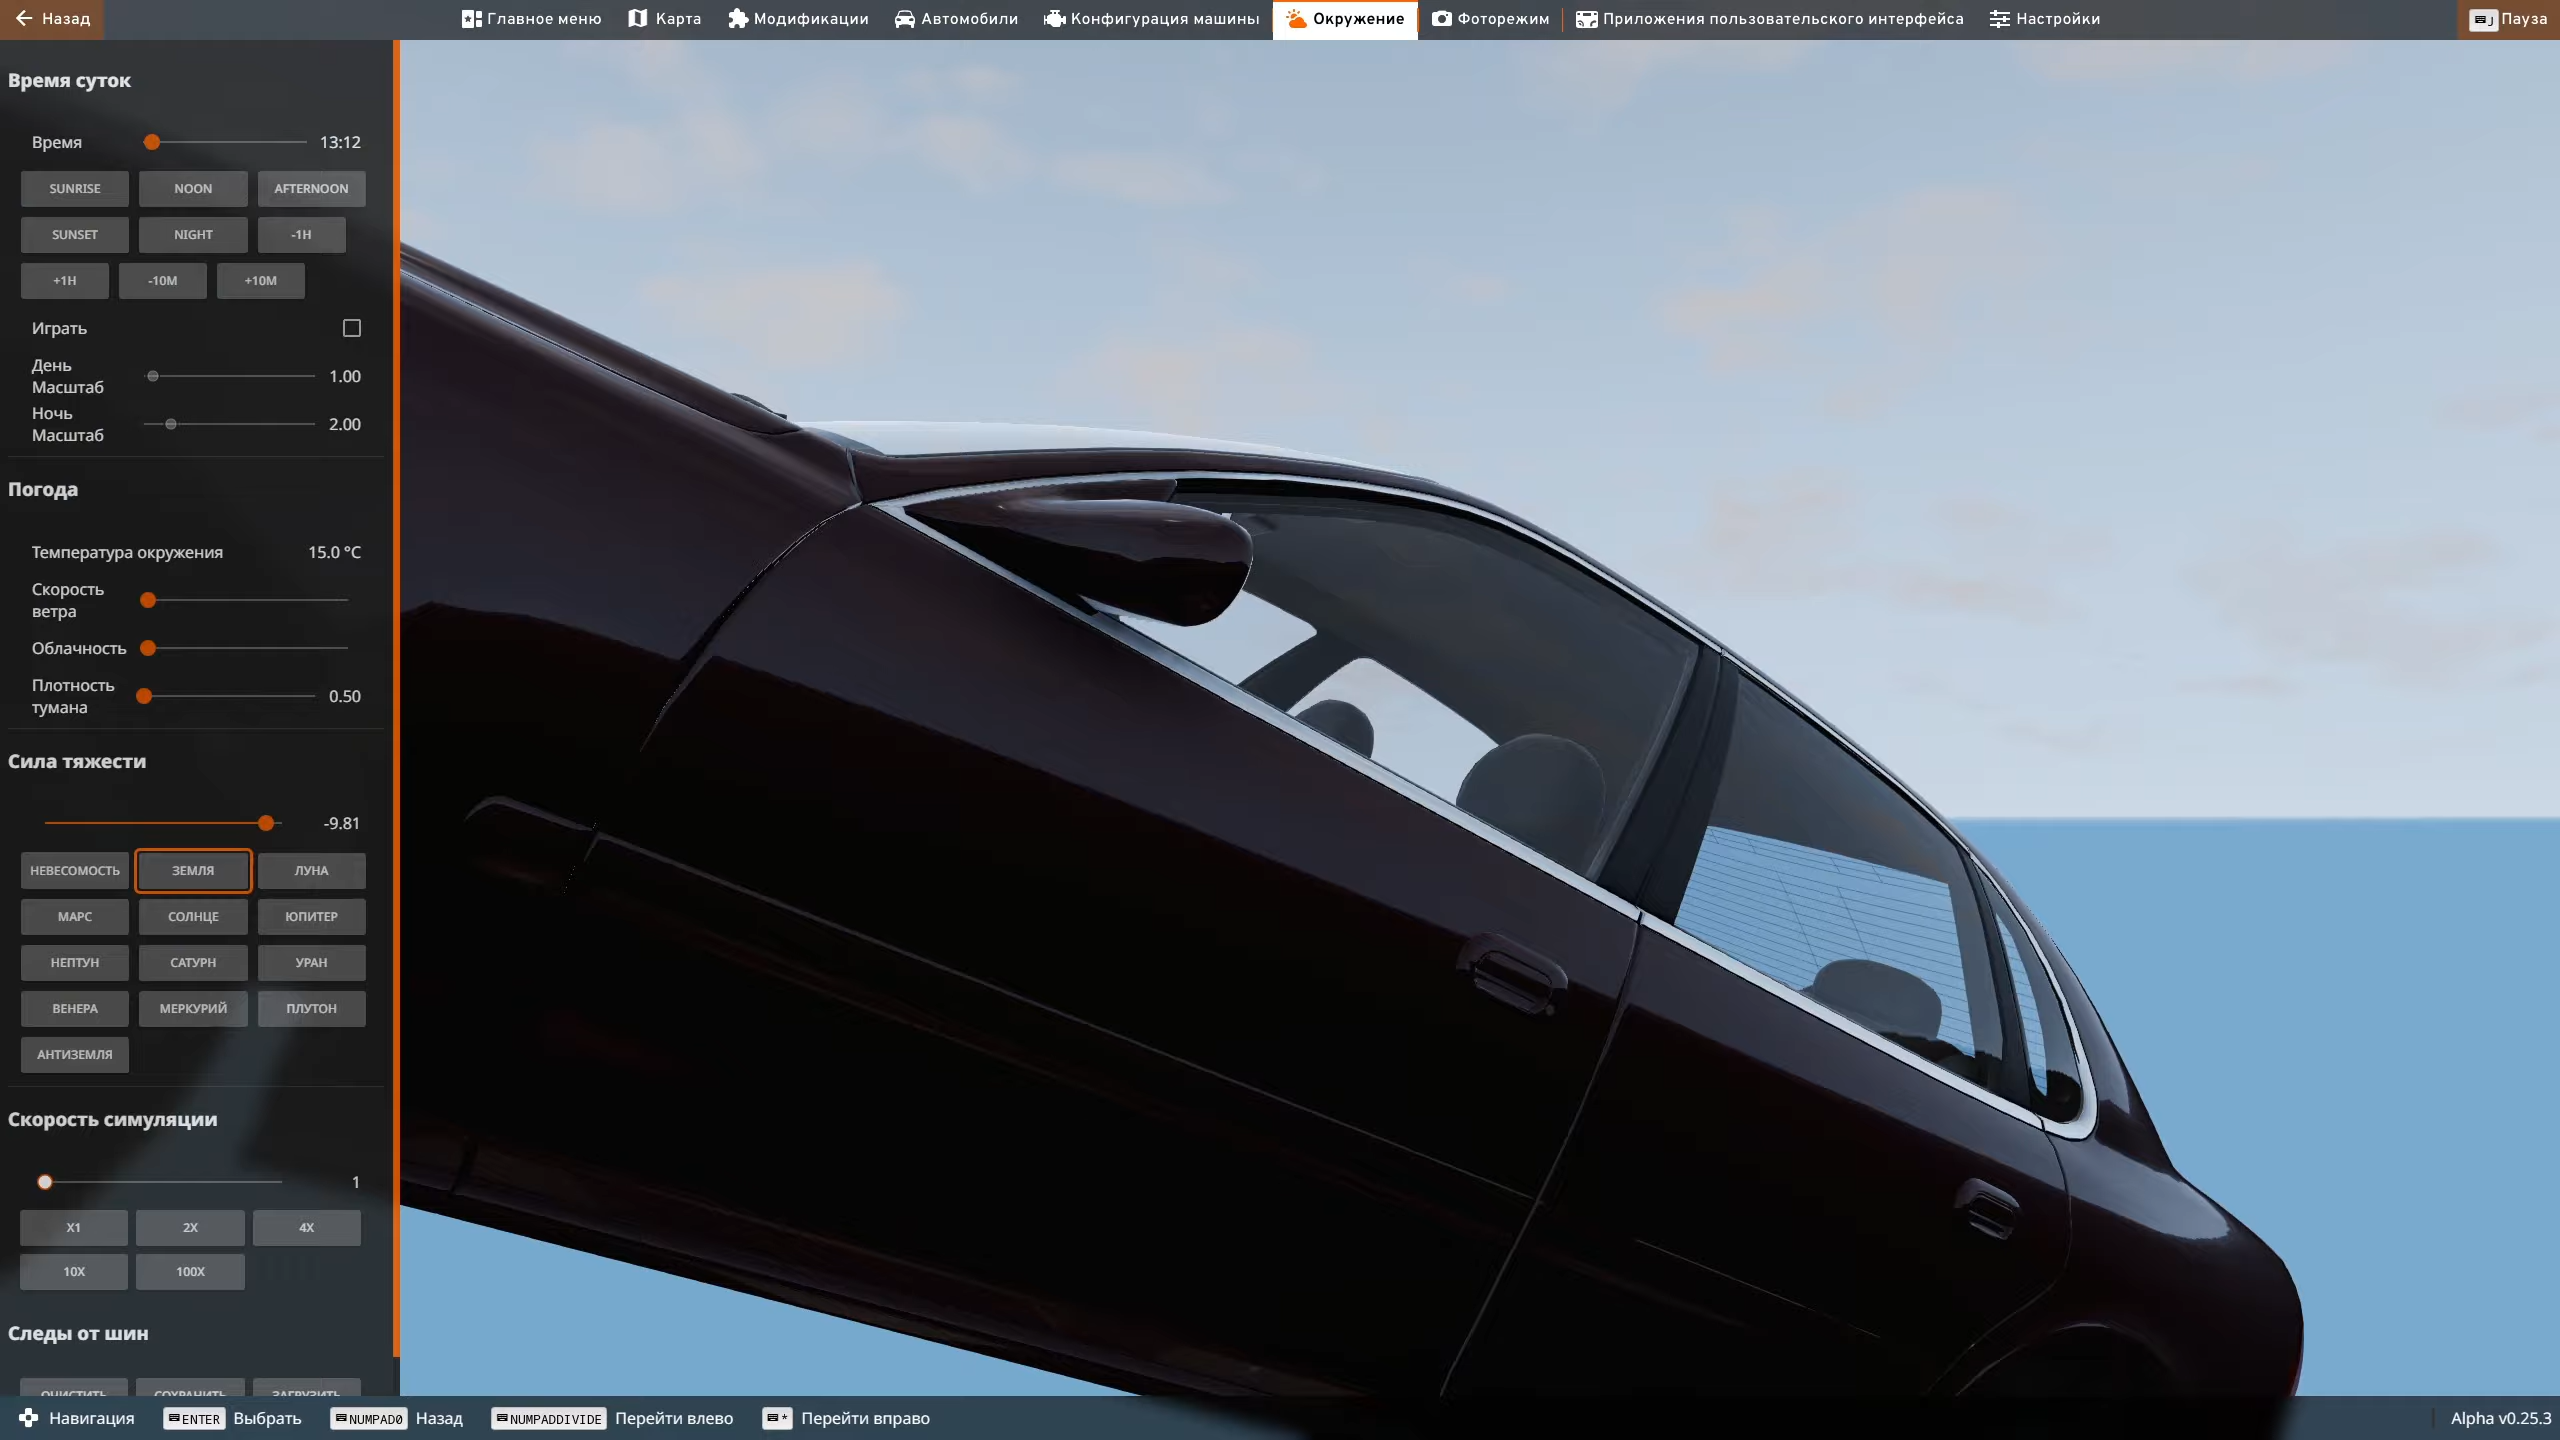 Назад
Главное меню
Карта
Модификации
Автомобили
Конфигурация машины
Окружение
Фоторежим
Приложения пользовательского интерфейса
Настройки
J Пауза
Время суток
Время 13:12
SUNRISE NOON AFTERNOON
SUNSET NIGHT -1H
+1H -10M +10M
Играть
День
Масштаб 1.00
Ночь
Масштаб 2.00
Погода
Температура окружения 15.0 °C
Скорость
ветра
Облачность
Плотность
тумана 0.50
Сила тяжести
-9.81
НЕВЕСОМОСТЬ ЗЕМЛЯ ЛУНА
МАРС СОЛНЦЕ ЮПИТЕР
НЕПТУН САТУРН УРАН
ВЕНЕРА МЕРКУРИЙ ПЛУТОН
АНТИЗЕМЛЯ
Скорость симуляции
1
X1 2X 4X
10X 100X
Следы от шин
ОЧИСТИТЬ СОХРАНИТЬ ЗАГРУЗИТЬ
Навигация ENTER Выбрать NUMPAD0 Назад NUMPADDIVIDE Перейти влево * Перейти вправо
Alpha v0.25.3